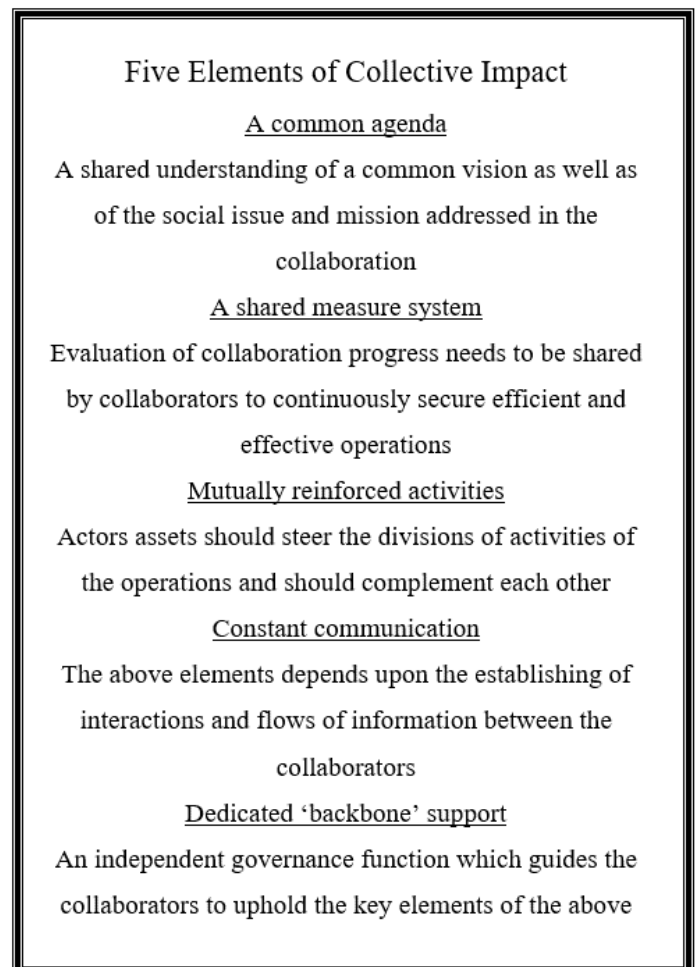 Five Elements of Collective Impact
A common agenda
A shared understanding of a common vision as well as
of the social issue and mission addressed in the
collaboration
A shared measure system
Evaluation of collaboration progress needs to be shared
by collaborators to continuously secure efficient and
effective operations
Mutually reinforced activities
Actors assets should steer the divisions of activities of
the operations and should complement each other
Constant communication
The above elements depends upon the establishing of
interactions and flows of information between the
collaborators
Dedicated ‘backbone’ support
An independent governance function which guides the
collaborators to uphold the key elements of the above